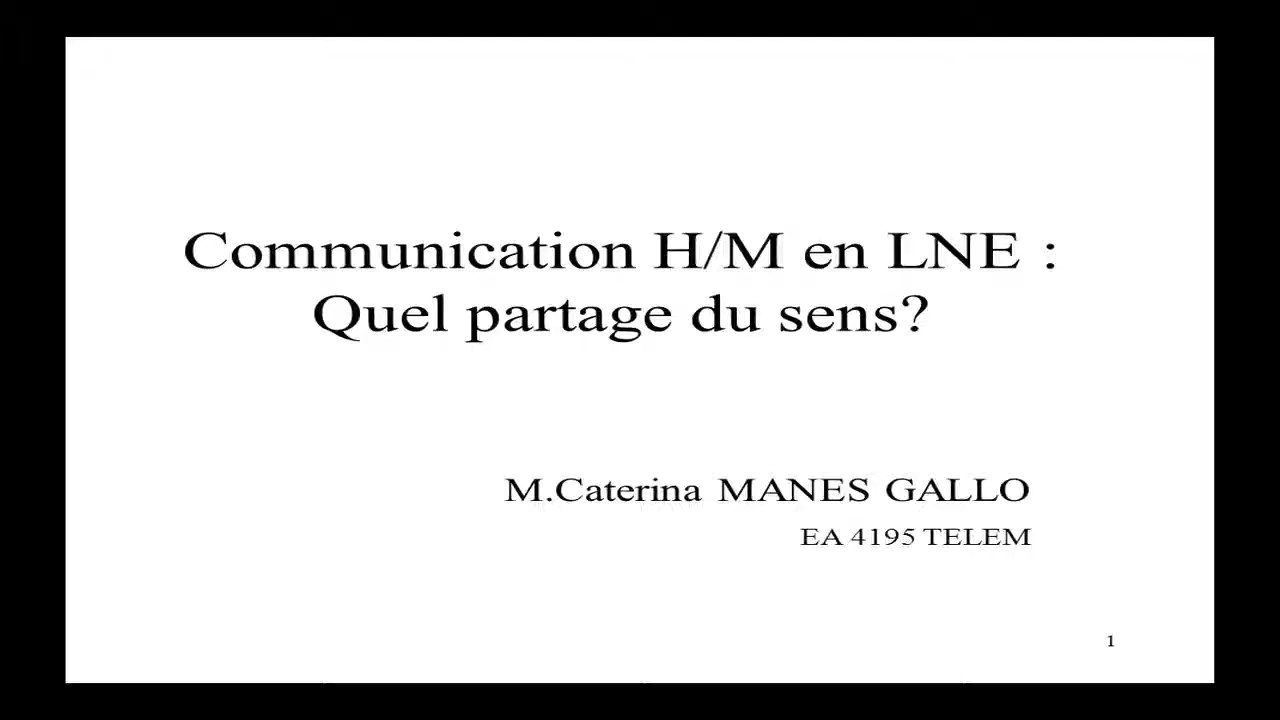 Communication H/M en LNE :
Quel partage du sens?
M.Caterina MANES GALLO
EA 4195 TELEM
1